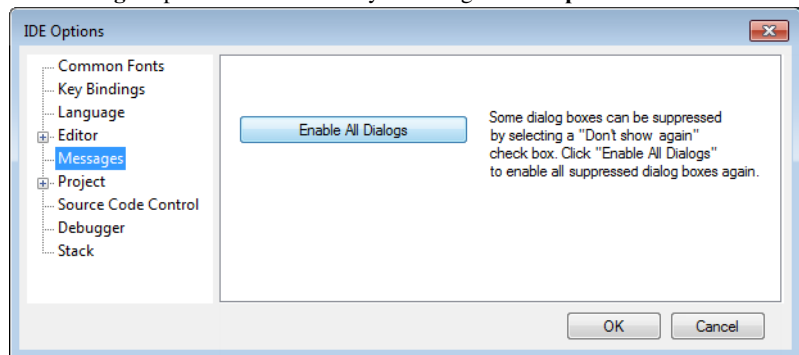 IDE Options
Common Fonts
Key Bindings
Language
Editor
Messages
Project
Source Code Control
Debugger
Stack
Enable All Dialogs
Some dialog boxes can be suppressed
by selecting a "Don't show again"
check box. Click "Enable All Dialogs"
to enable all suppressed dialog boxes again.
OK
Cancel